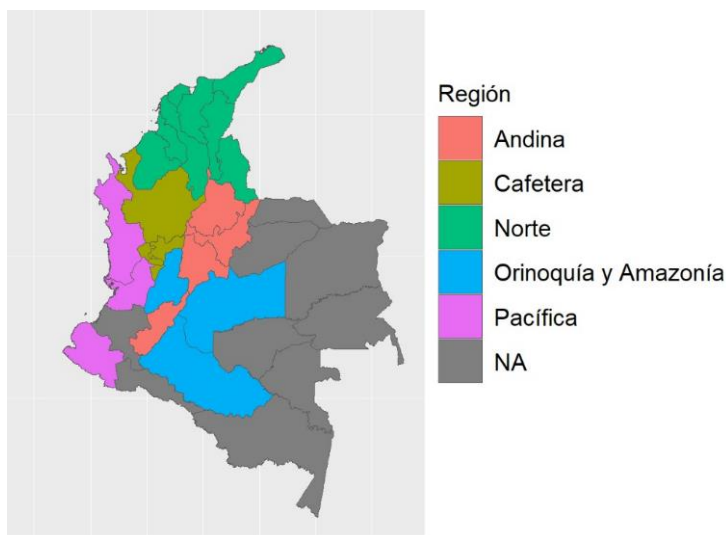 Región
Andina
Cafetera
Norte
Orinoquía y Amazonía
Pacífica
NA